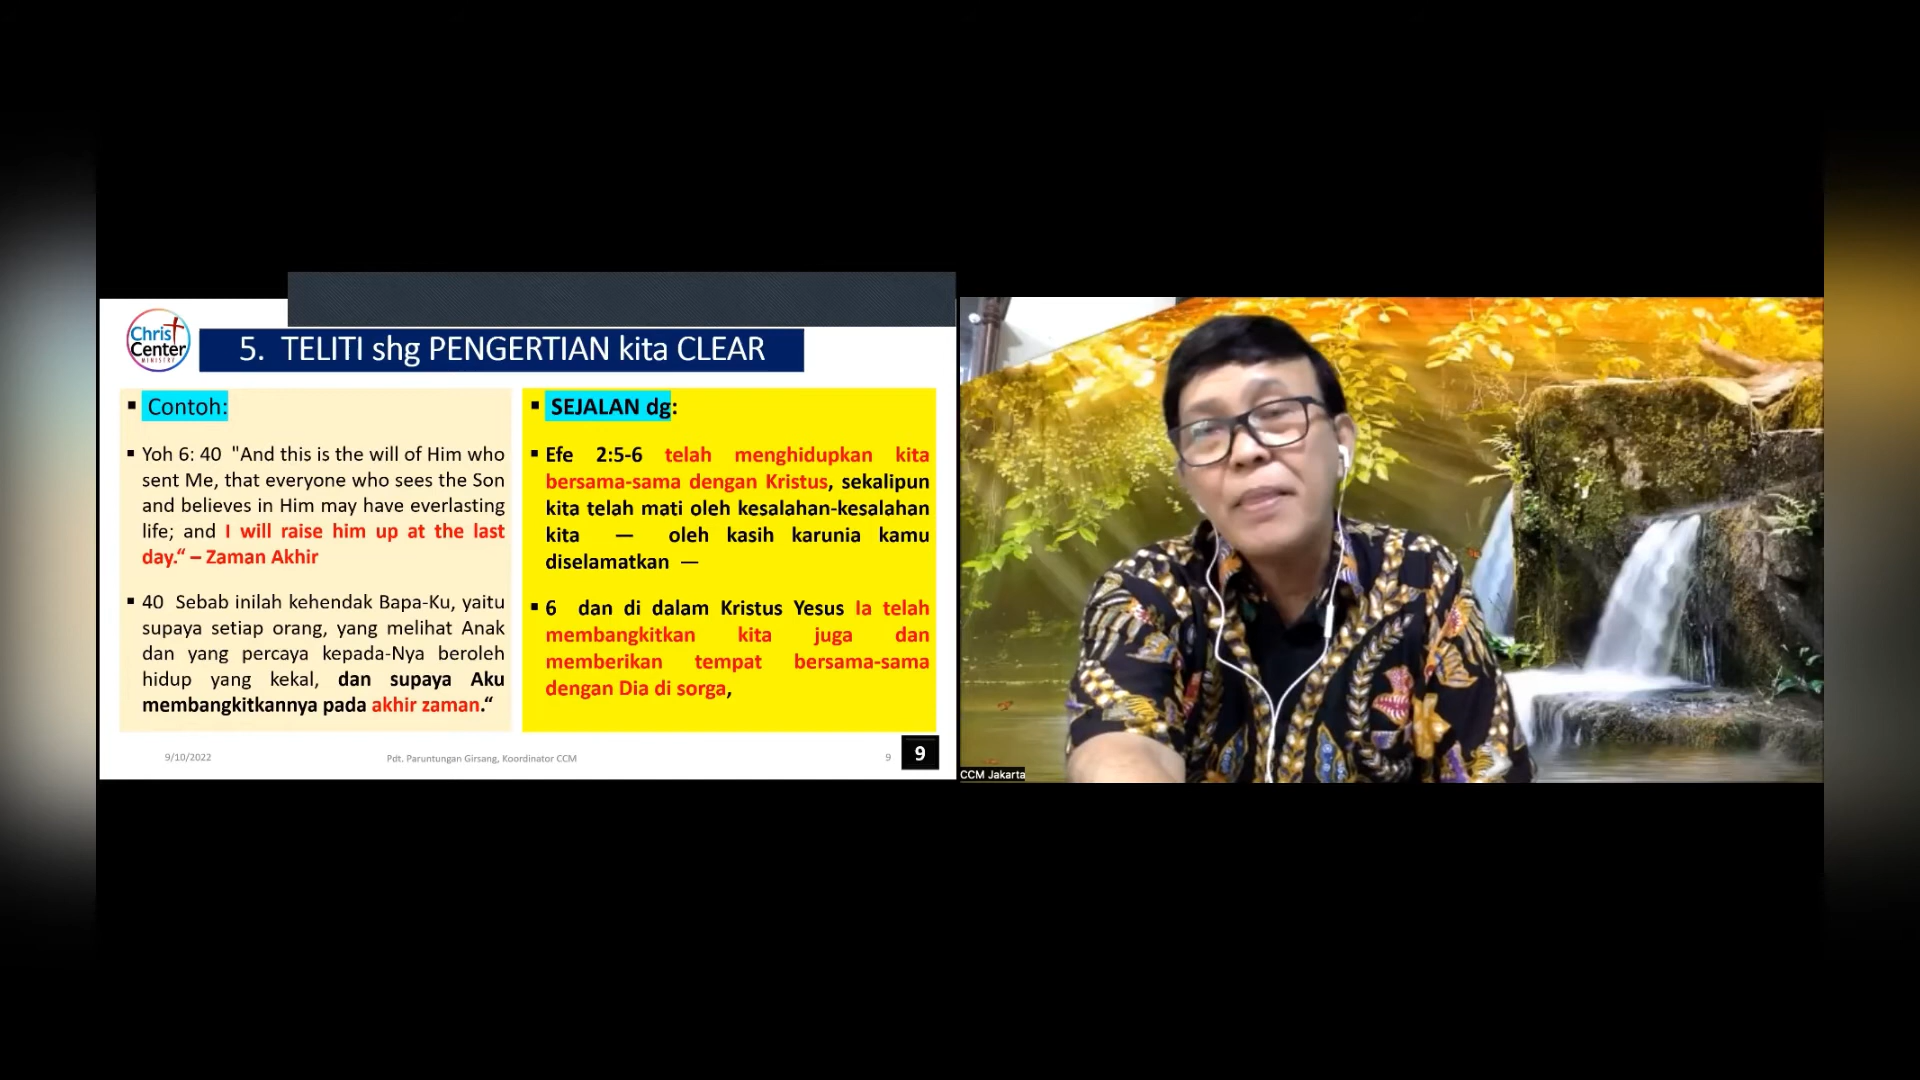 Christ
Center
MINISTRY
5. TELITI shg PENGERTIAN kita CLEAR
▪ Contoh:
▪ Yoh 6: 40 "And this is the will of Him who
sent Me, that everyone who sees the Son
and believes in Him may have everlasting
life; and I will raise him up at the last
day.“ – Zaman Akhir
▪ 40 Sebab inilah kehendak Bapa-Ku, yaitu
supaya setiap orang, yang melihat Anak
dan yang percaya kepada-Nya beroleh
hidup yang kekal, dan supaya Aku
membangkitkannya pada akhir zaman.“
▪ SEJALAN dg:
▪ Efe 2:5-6 telah menghidupkan kita
bersama-sama dengan Kristus, sekalipun
kita telah mati oleh kesalahan-kesalahan
kita — oleh kasih karunia kamu
diselamatkan —
▪ 6 dan di dalam Kristus Yesus Ia telah
membangkitkan kita juga dan
memberikan tempat bersama-sama
dengan Dia di sorga,
9/10/2022
Pdt. Paruntungan Girsang, Koordinator CCM
9
9
CCM Jakarta